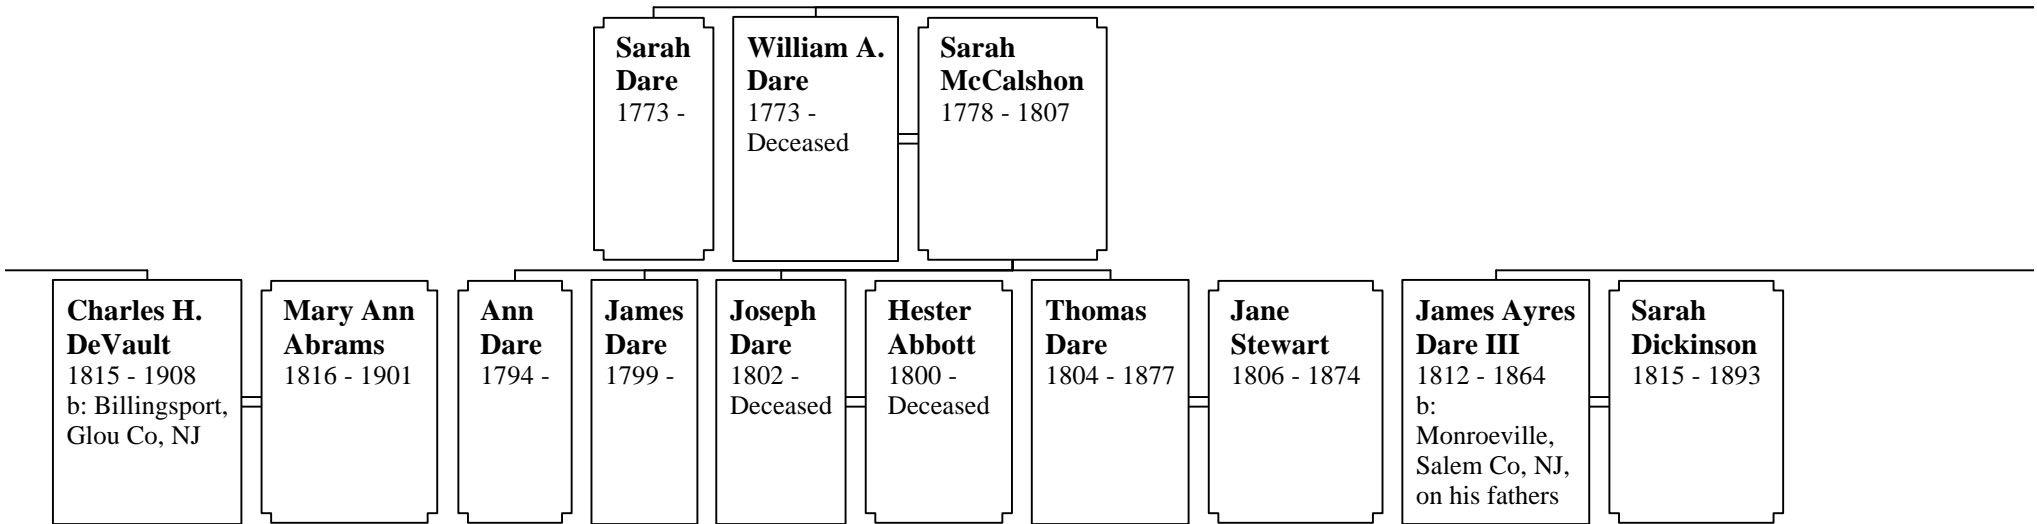 Sarah
Dare
1773 -
William A.
Dare
1773 -
Deceased
Sarah
McCalshon
1778 - 1807
Charles H.
DeVault
1815 - 1908
b: Billingsport,
Glou Co, NJ
Mary Ann
Abrams
1816 - 1901
Ann
Dare
1794 -
James
Dare
1799 -
Joseph
Dare
1802 -
Deceased
Hester
Abbott
1800 -
Deceased
Thomas
Dare
1804 - 1877
Jane
Stewart
1806 - 1874
James Ayres
Dare III
1812 - 1864
b:
Monroeville,
Salem Co, NJ,
on his fathers
Sarah
Dickinson
1815 - 1893